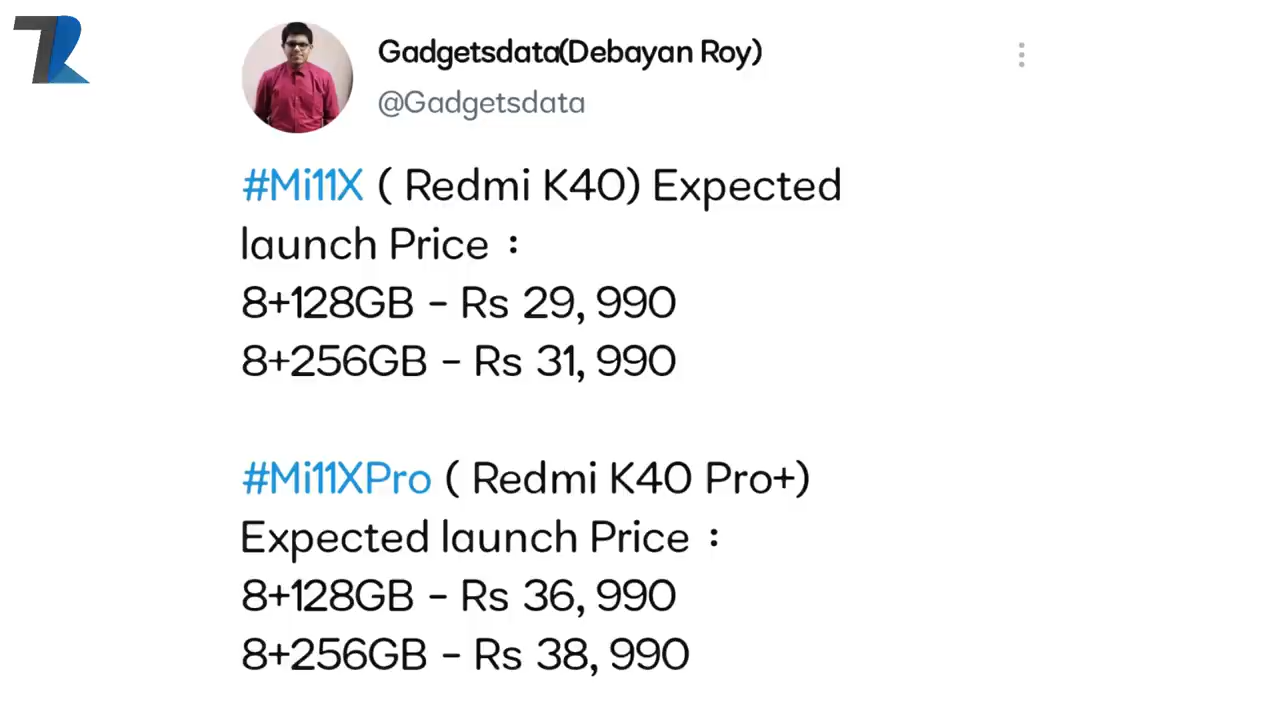 Gadgetsdata(Debayan Roy)
@Gadgetsdata
#Mi11X ( Redmi K40) Expected
launch Price :
8+128GB - Rs 29, 990
8+256GB - Rs 31, 990
#Mi11XPro ( Redmi K40 Pro+)
Expected launch Price :
8+128GB - Rs 36, 990
8+256GB - Rs 38, 990